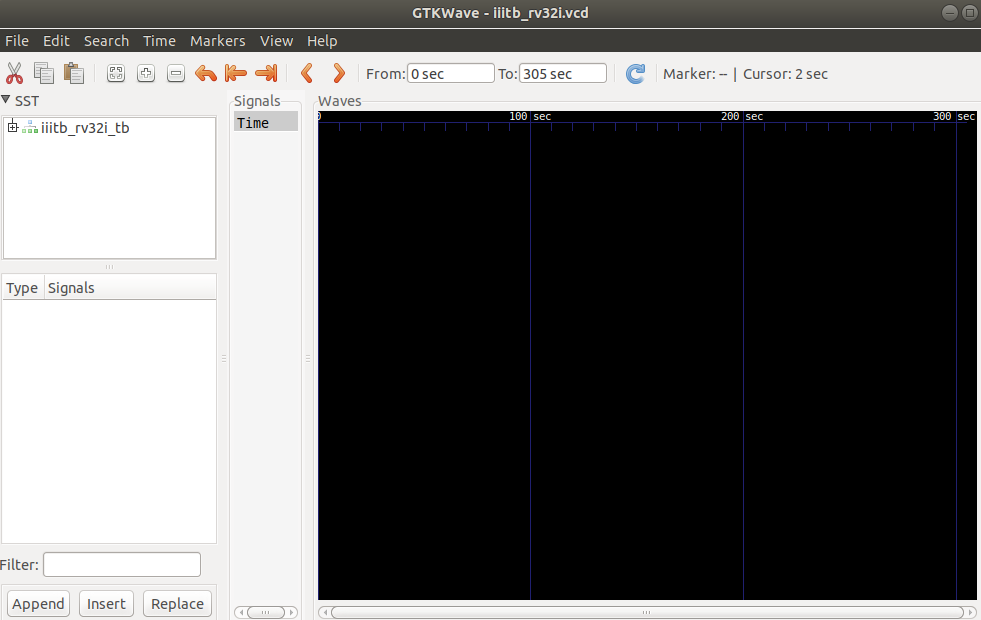 GTKWave - iiitb_rv32i.vcd
File Edit Search Time Markers View Help
From: 0 sec To: 305 sec Marker: -- | Cursor: 2 sec
SST
Signals
Waves
iiitb_rv32i_tb
Time
0 100 sec 200 sec 300 sec
Type Signals
Filter:
Append Insert Replace